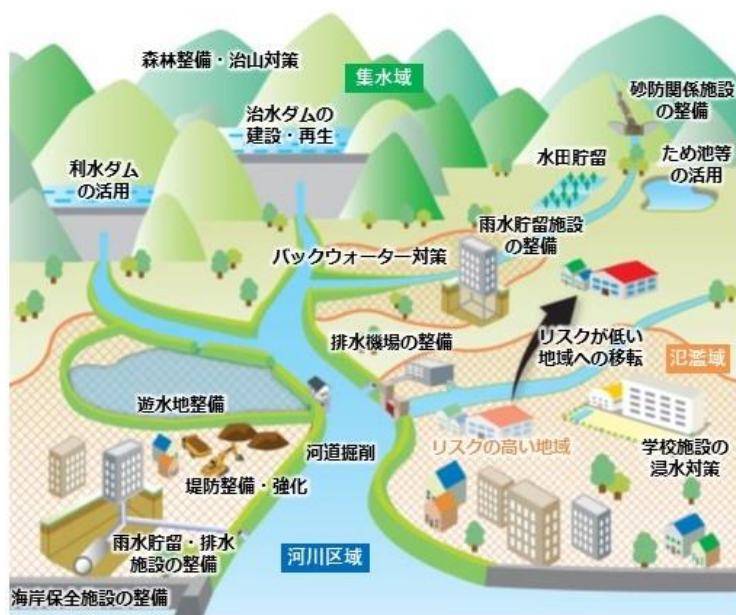 森林整備・治山対策
集水域
砂防関係施設
の整備
治水ダムの
建設・再生
水田貯留
ため池等
の活用
利水ダム
の活用
雨水貯留施設
の整備
バックウォーター対策
排水機場の整備
リスクが低い
地域への移転
氾濫域
遊水地整備
リスクの高い地域
学校施設の
浸水対策
河道掘削
堤防整備・強化
雨水貯留・排水
施設の整備
河川区域
海岸保全施設の整備